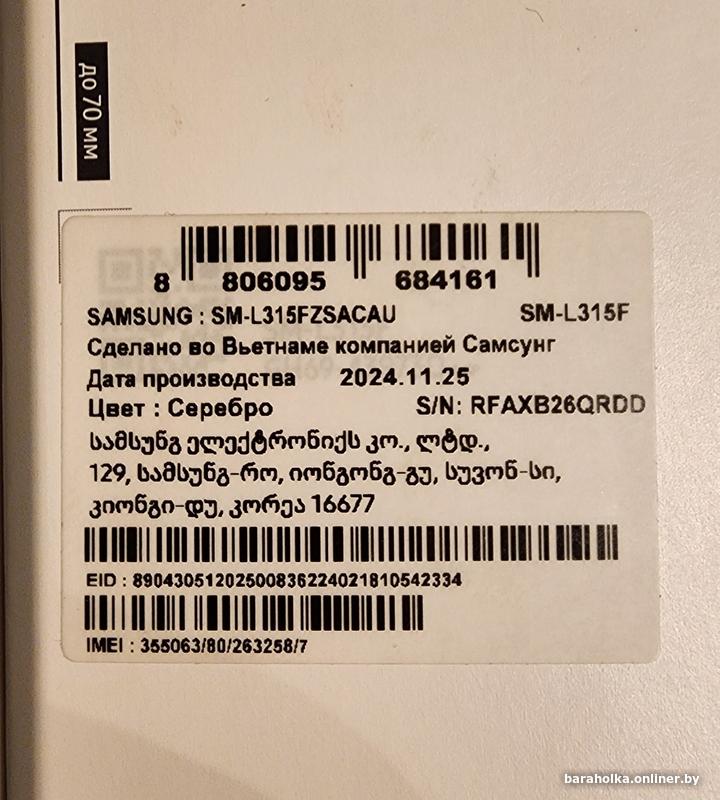 до 70 мм
8 806095 684161
SAMSUNG : SM-L315FZSACAU SM-L315F
Сделано во Вьетнаме компанией Самсунг
Дата производства 2024.11.25
Цвет : Серебро S/N: RFAXB26QRDD
სამსუნგ ელექტრონიქს კო., ლტდ.,
129, სამსუნგ-რო, იონგონგ-გუ, სუვონ-სი,
კიონგი-დუ, კორეა 16677
EID : 89043051202500836224021810542334
IMEI : 355063/80/263258/7
baraholka.onliner.by